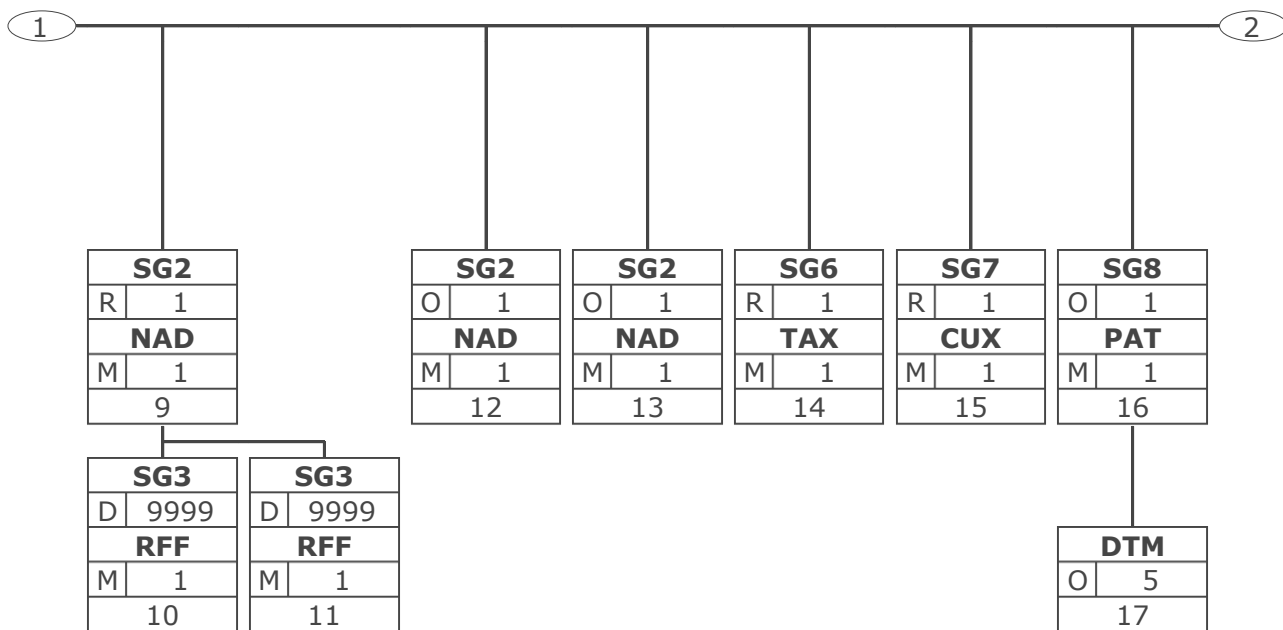 1
2
SG2
R 1
NAD
M 1
9
SG2
O 1
NAD
M 1
12
SG2
O 1
NAD
M 1
13
SG6
R 1
TAX
M 1
14
SG7
R 1
CUX
M 1
15
SG8
O 1
PAT
M 1
16
SG3
D 9999
RFF
M 1
10
SG3
D 9999
RFF
M 1
11
DTM
O 5
17